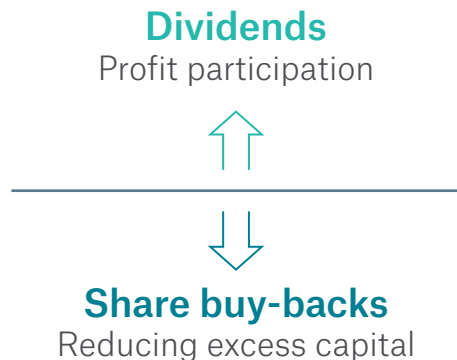 Dividends
Profit participation
Share buy-backs
Reducing excess capital